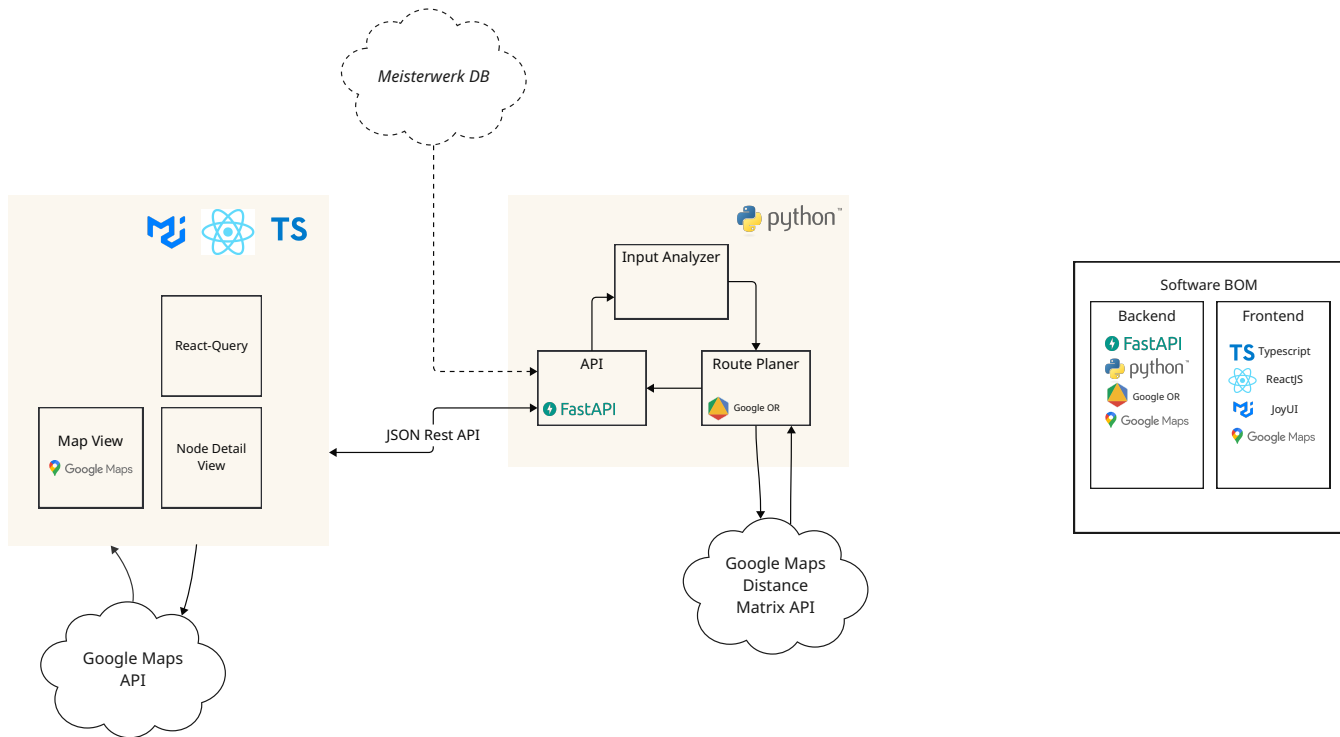 Meisterwerk DB
TS
python™
Input Analyzer
React-Query
API
FastAPI
Route Planer
Google OR
JSON Rest API
Map View
Google Maps
Node Detail
View
Google Maps
Distance
Matrix API
Google Maps
API
Software BOM
Backend
FastAPI
python™
Google OR
Google Maps
Frontend
TS Typescript
ReactJS
JoyUI
Google Maps